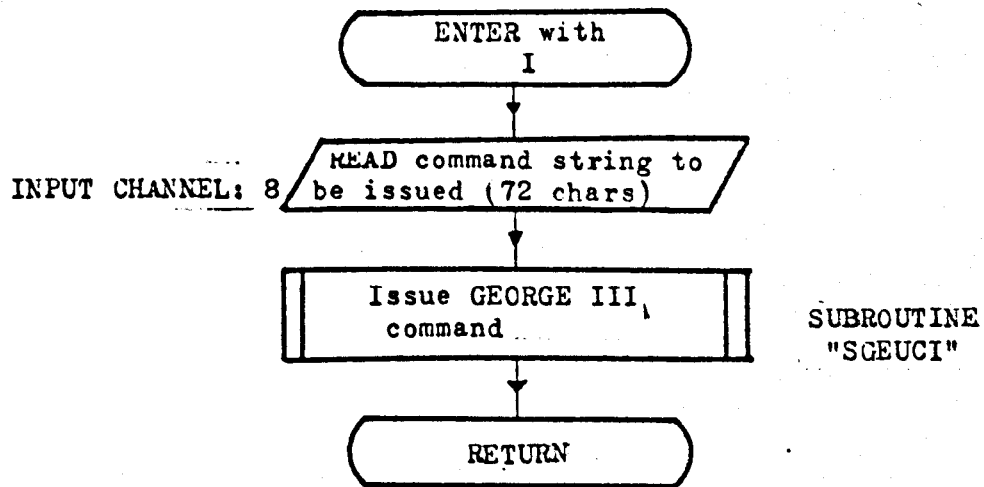 ENTER with
I
READ command string to
INPUT CHANNEL: 8
be issued (72 chars)
Issue GEORGE III
command
SUBROUTINE
"SGEUCI"
RETURN